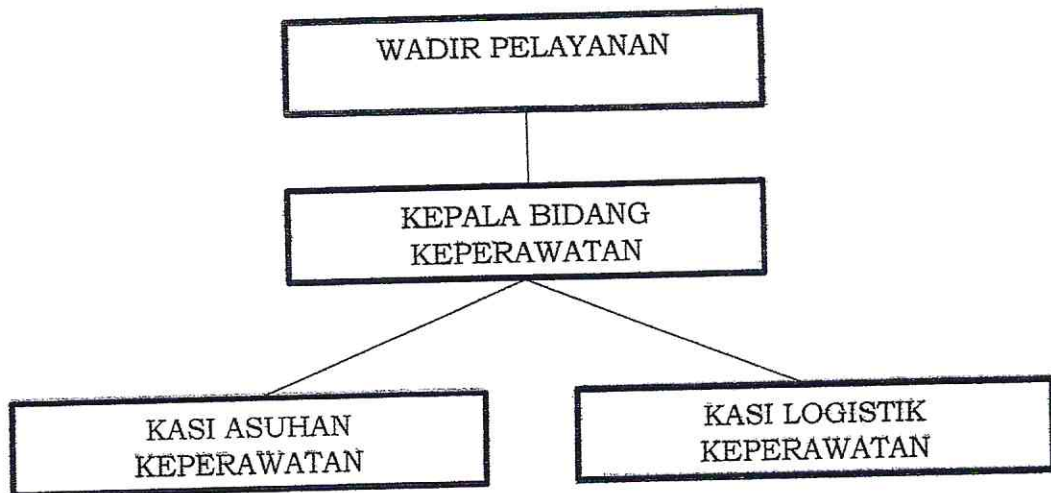 WADIR PELAYANAN
KEPALA BIDANG
KEPERAWATAN
KASI ASUHAN
KEPERAWATAN
KASI LOGISTIK
KEPERAWATAN